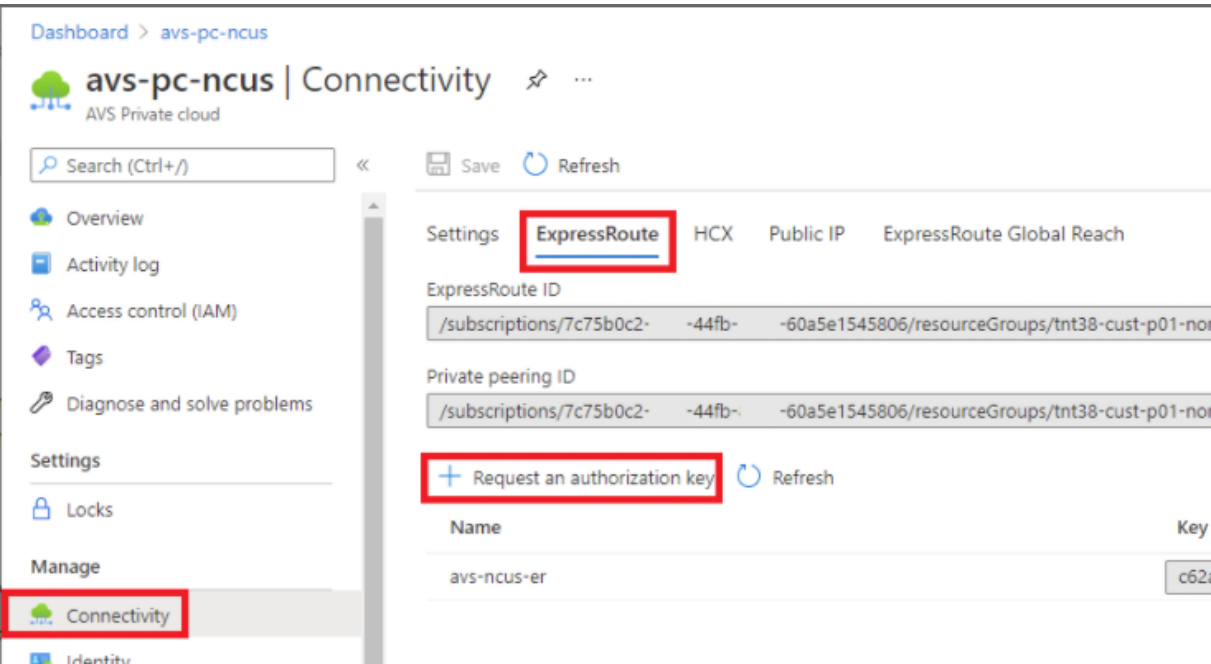 Dashboard > avs-pc-ncus
avs-pc-ncus | Connectivity ...
AVS Private cloud
Search (Ctrl+/)
«
Overview
Activity log
Access control (IAM)
Tags
Diagnose and solve problems
Settings
Locks
Manage
Connectivity
Identity
Save Refresh
Settings ExpressRoute HCX Public IP ExpressRoute Global Reach
ExpressRoute ID
/subscriptions/7c75b0c2- -44fb- -60a5e1545806/resourceGroups/tnt38-cust-p01-nor
Private peering ID
/subscriptions/7c75b0c2- -44fb- -60a5e1545806/resourceGroups/tnt38-cust-p01-nor
+ Request an authorization key Refresh
Name Key
avs-ncus-er c62a